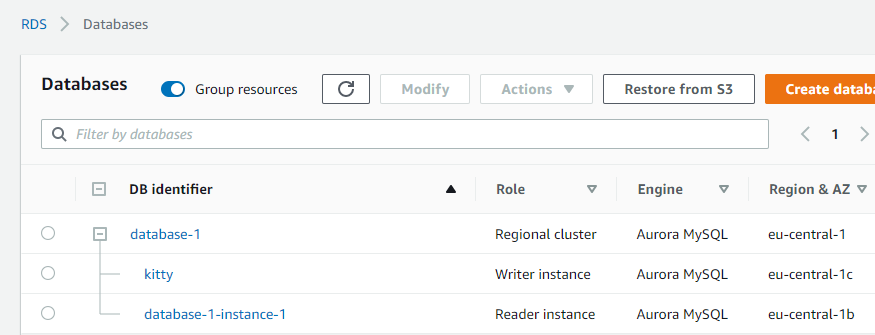 RDS > Databases
Databases Group resources Modify Actions Restore from S3 Create databa
Filter by databases 1
DB identifier Role Engine Region & AZ
database-1 Regional cluster Aurora MySQL eu-central-1
kitty Writer instance Aurora MySQL eu-central-1c
database-1-instance-1 Reader instance Aurora MySQL eu-central-1b